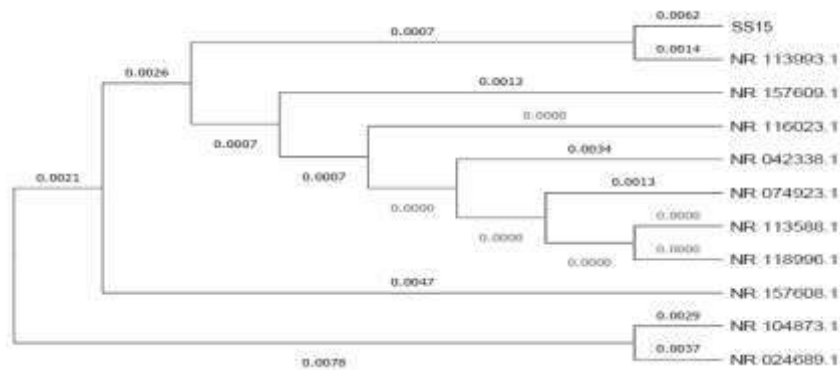 0.0062
SS15
0.0007
0.0014
NR 113993.1
0.0026
0.0013
NR 157609.1
0.0000
NR 116023.1
0.0007
0.0034
NR 042338.1
0.0007
0.0021
0.0013
NR 074923.1
0.0000
0.0000
NR 113588.1
0.0000
0.0000
NR 118996.1
0.0000
0.0047
NR 157608.1
0.0029
NR 104873.1
0.0037
NR 024689.1
0.0078